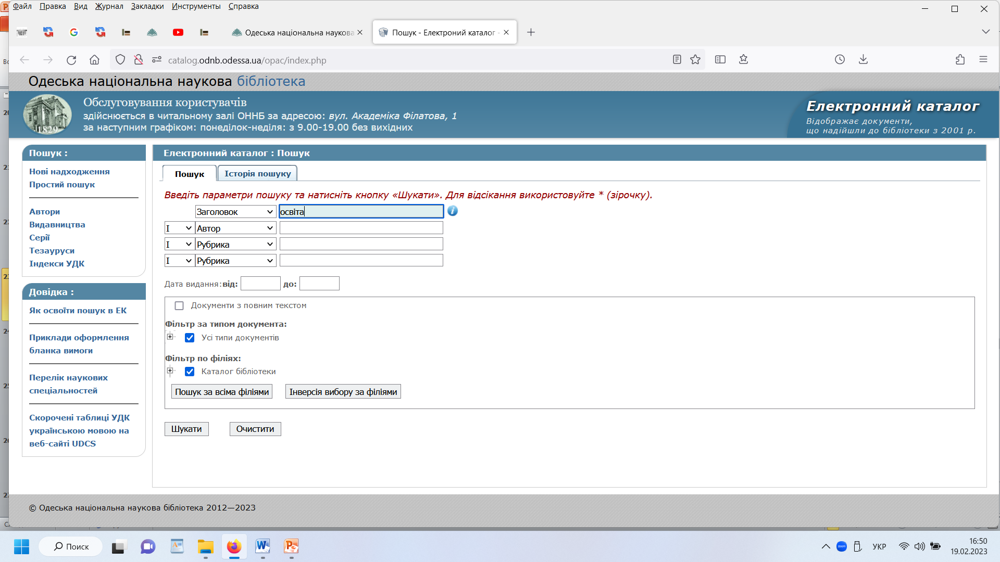 Файл Правка Вид Журнал Закладки Инструменты Справка
Одеська національна наукова
Пошук - Електроний каталог -
catalog.odnb.odessa.ua/opac/index.php
Одеська національна наукова бібліотека
Обслуговування користувачів
здійснюється в читальному залі ОННБ за адресою: вул. Академіка Філатова, 1
за наступним графіком: понеділок-неділя: з 9.00-19.00 без вихідних
1829
Електронний каталог
Відображає документи,
що надійшли до бібліотеки з 2001 р.
Пошук :
Нові надходження
Простий пошук
Автори
Видавництва
Серії
Тезауруси
Індекси УДК
Довідка :
Як освоїти пошук в ЕК
Приклади оформлення
бланка вимоги
Перелік наукових
спеціальностей
Скорочені таблиці УДК
українською мовою на
веб-сайті UDCS
Електронний каталог : Пошук
Пошук Історія пошуку
Введіть параметри пошуку та натисніть кнопку «Шукати». Для відсікання використовуйте * (зірочку).
Заголовок освіта
І Автор
І Рубрика
І Рубрика
Дата видання: від: до:
Документи з повним текстом
Фільтр за типом документа:
Усі типи документів
Фільтр по філіях:
Каталог бібліотеки
Пошук за всіма філіями Інверсія вибору за філіями
Шукати Очистити
© Одеська національна наукова бібліотека 2012—2023
Поиск
zoom
УКР
16:50
19.02.2023